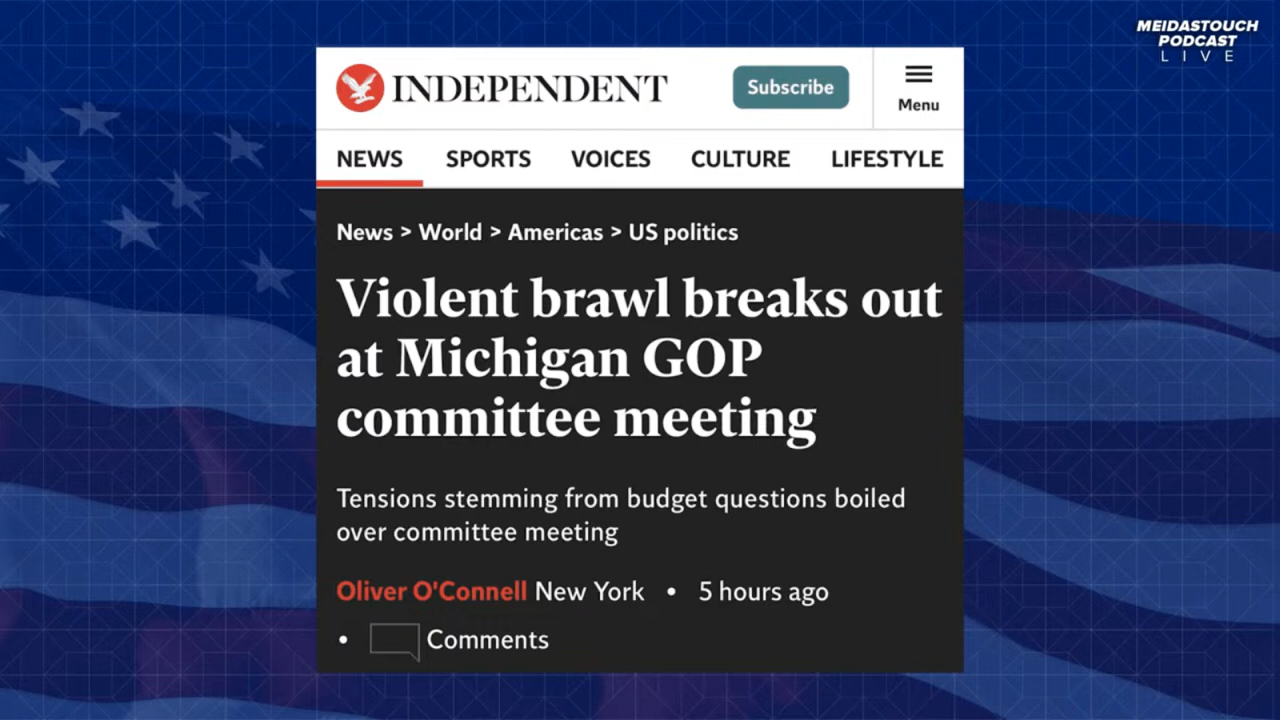 MEIDASTOUCH
PODCAST
LIVE
INDEPENDENT
Subscribe
Menu
NEWS SPORTS VOICES CULTURE LIFESTYLE
News > World > Americas > US politics
Violent brawl breaks out
at Michigan GOP
committee meeting
Tensions stemming from budget questions boiled
over committee meeting
Oliver O'Connell New York • 5 hours ago
• Comments